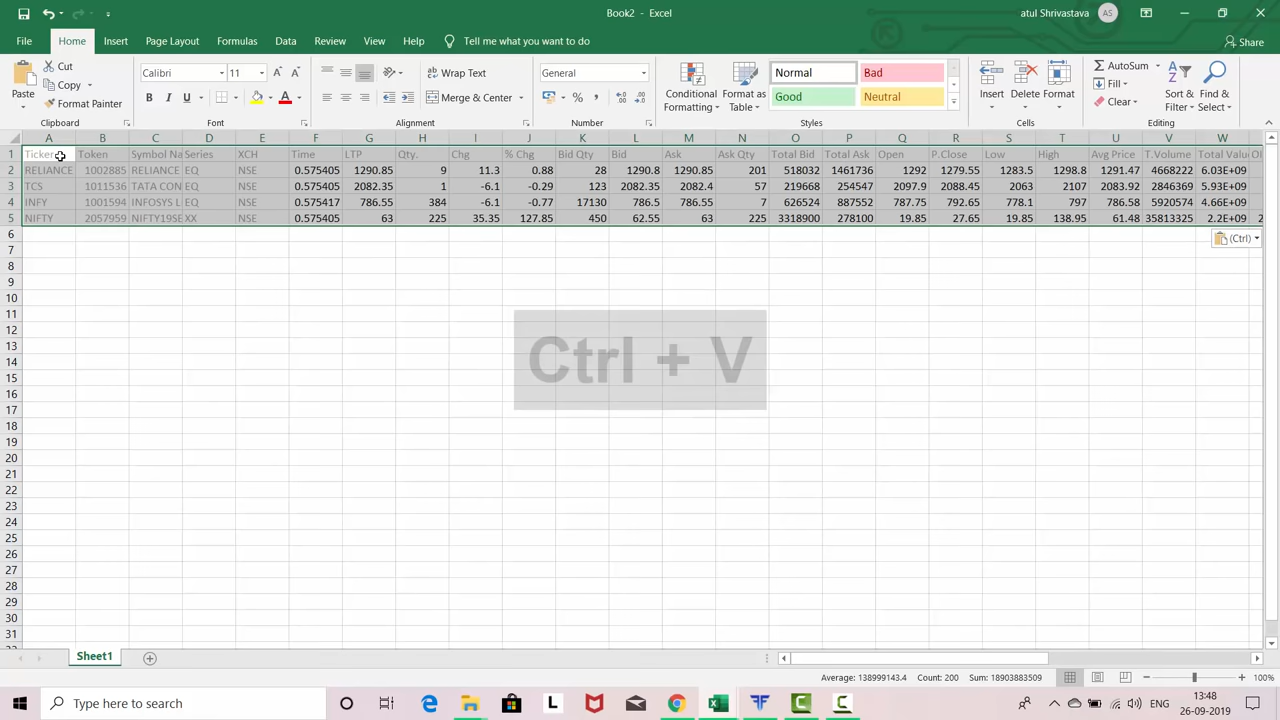 Book2 - Excel
atul Shrivastava AS
File Home Insert Page Layout Formulas Data Review View Help Tell me what you want to do Share
Paste Cut Copy Format Painter Clipboard
Calibri 11 B I U A Font
Wrap Text Merge & Center Alignment
General % Number
Conditional Formatting Format as Table Normal Bad Good Neutral Styles
Insert Delete Format Cells
AutoSum Fill Clear Sort & Filter Find & Select Editing
A B C D E F G H I J K L M N O P Q R S T U V W
1 Ticker Token Symbol Na Series XCH Time LTP Qty. Chg % Chg Bid Qty Bid Ask Ask Qty Total Bid Total Ask Open P.Close Low High Avg Price T.Volume Total Valu
2 RELIANCE 1002885 RELIANCE EQ NSE 0.575405 1290.85 9 11.3 0.88 28 1290.8 1290.85 201 518032 1461736 1292 1279.55 1283.5 1298.8 1291.47 4668222 6.03E+09
3 TCS 1011536 TATA CON EQ NSE 0.575405 2082.35 1 -6.1 -0.29 123 2082.35 2082.4 57 219668 254547 2097.9 2088.45 2063 2107 2083.92 2846369 5.93E+09
4 INFY 1001594 INFOSYS L EQ NSE 0.575417 786.55 384 -6.1 -0.77 17130 786.5 786.55 7 626524 887552 787.75 792.65 778.1 797 786.58 5920574 4.66E+09
5 NIFTY 2057959 NIFTY19SE XX NSE 0.575405 63 225 35.35 127.85 450 62.55 63 225 3318900 278100 19.85 27.65 19.85 138.95 61.48 35813325 2.2E+09
6
(Ctrl)
7
8
9
10
11
12
13
14
Ctrl + V
15
16
17
18
19
20
21
22
23
24
25
26
27
28
29
30
31
Sheet1
Average: 138999143.4 Count: 200 Sum: 18903883509 100%
Type here to search L ENG 13:48
26-09-2019